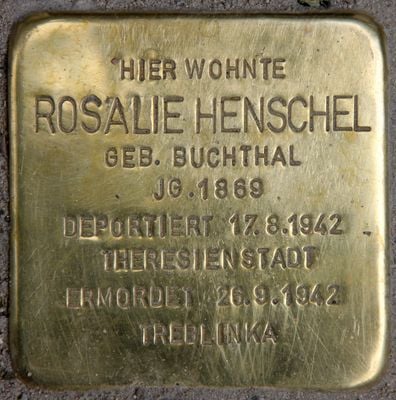 HIER WOHNTE
ROSALIE HENSCHEL
GEB. BUCHTHAL
JG. 1869
DEPORTIERT 17.8.1942
THERESIENSTADT
ERMORDET 26.9.1942
TREBLINKA